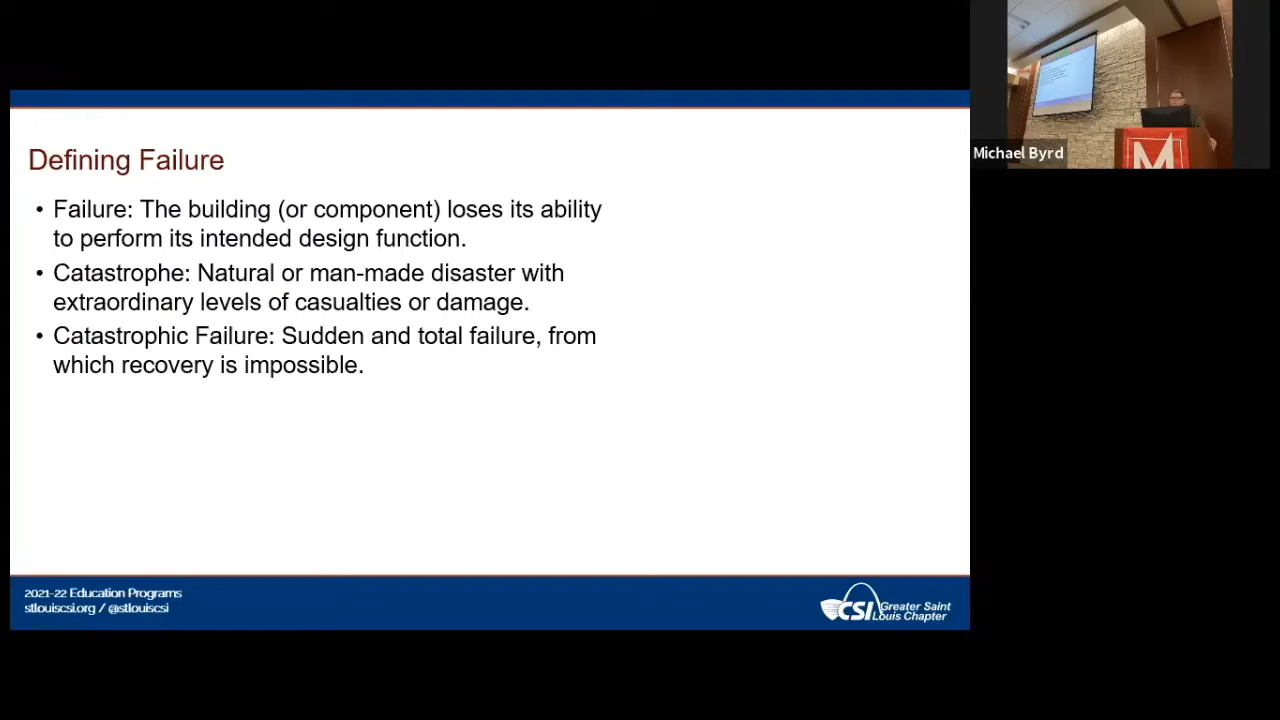 Defining Failure
• Failure: The building (or component) loses its ability
to perform its intended design function.
• Catastrophe: Natural or man-made disaster with
extraordinary levels of casualties or damage.
• Catastrophic Failure: Sudden and total failure, from
which recovery is impossible.
2021-22 Education Programs
stlouiscsi.org / @stlouiscsi
CSI Greater Saint
Louis Chapter
Michael Byrd
M